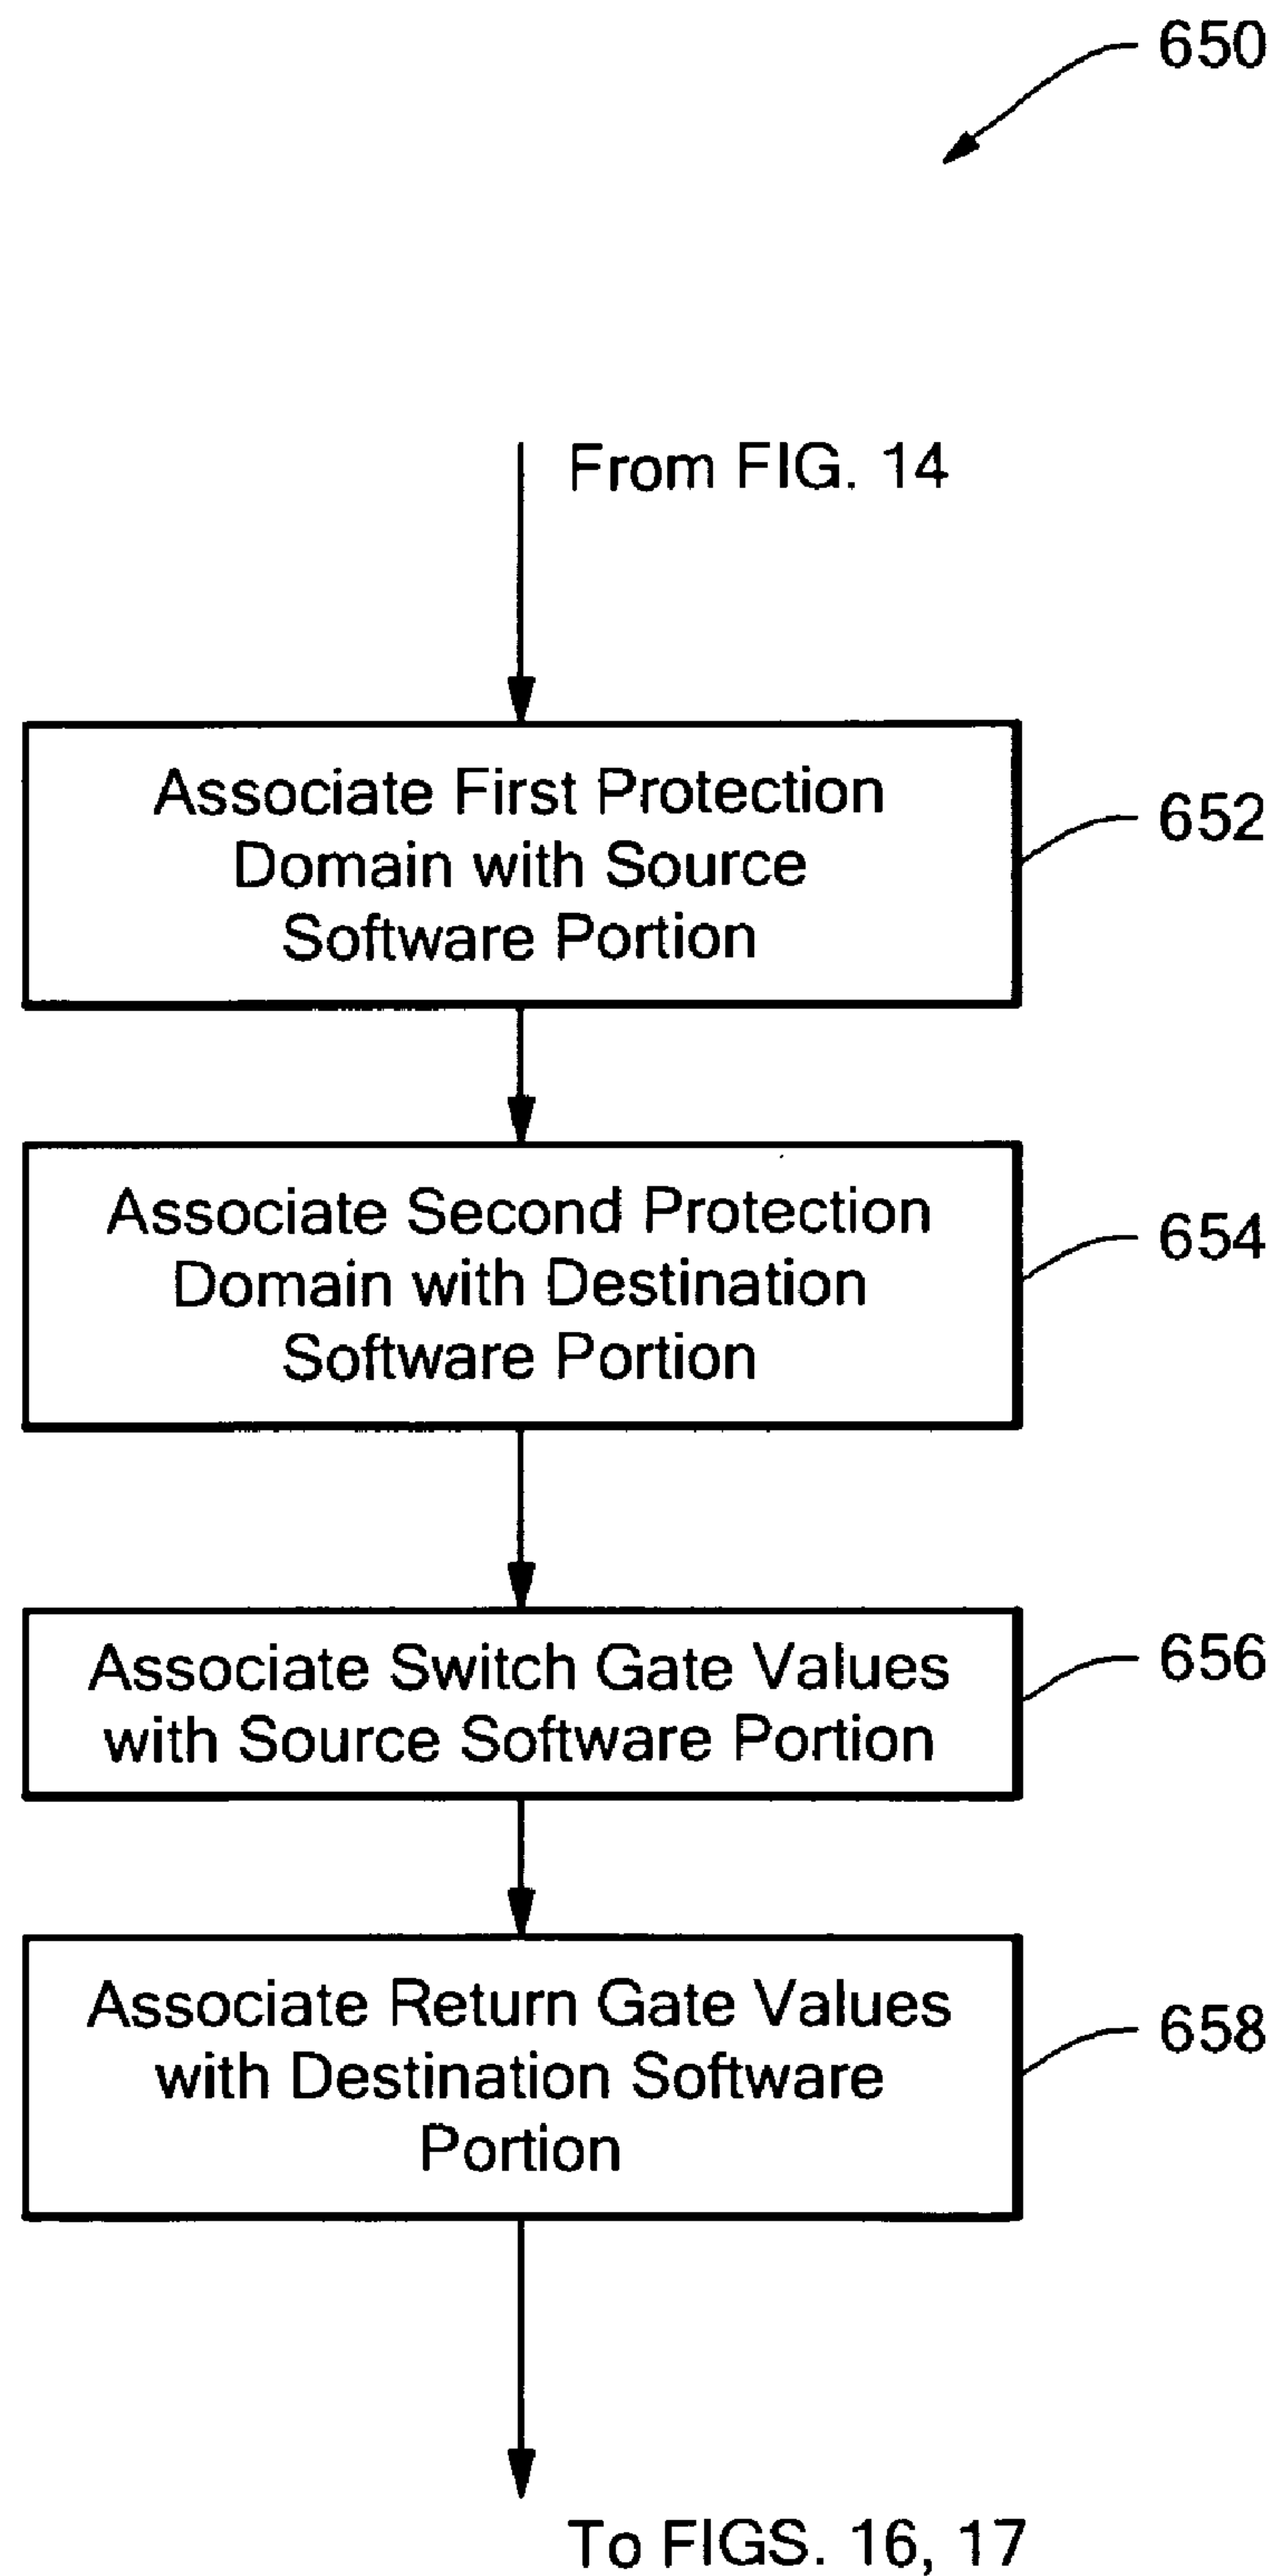 650
From FIG. 14
Associate First Protection
Domain with Source
Software Portion
652
Associate Second Protection
Domain with Destination
Software Portion
654
Associate Switch Gate Values
with Source Software Portion
656
Associate Return Gate Values
with Destination Software
Portion
658
To FIGS. 16, 17